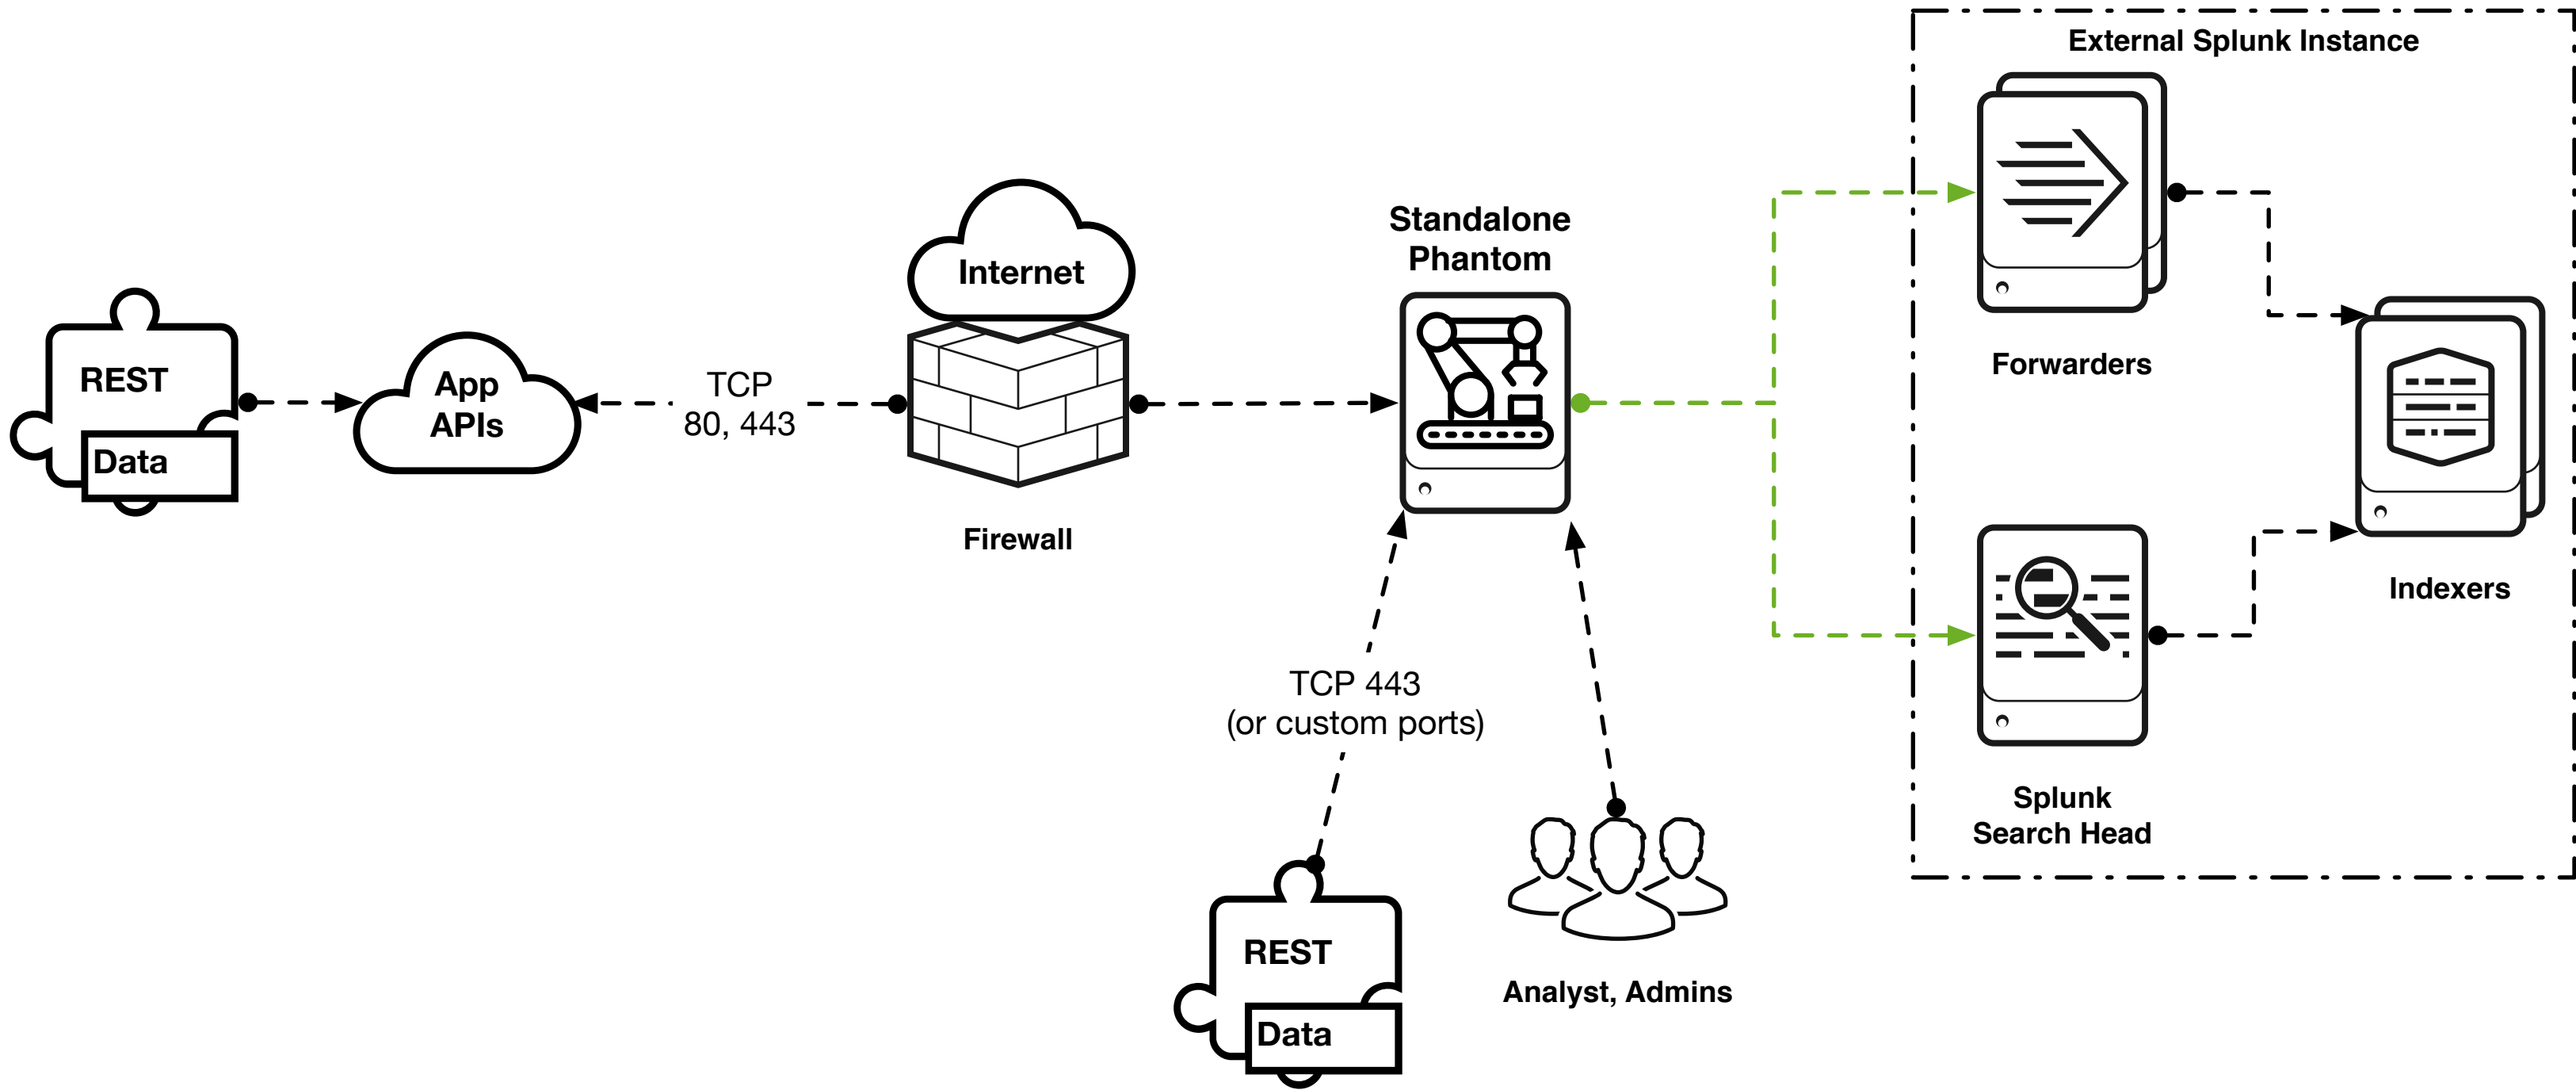 External Splunk Instance
Standalone
Phantom
Internet
Forwarders
REST
Data
App
APIs
TCP
80, 443
Firewall
Indexers
TCP 443
(or custom ports)
Splunk
Search Head
REST
Data
Analyst, Admins